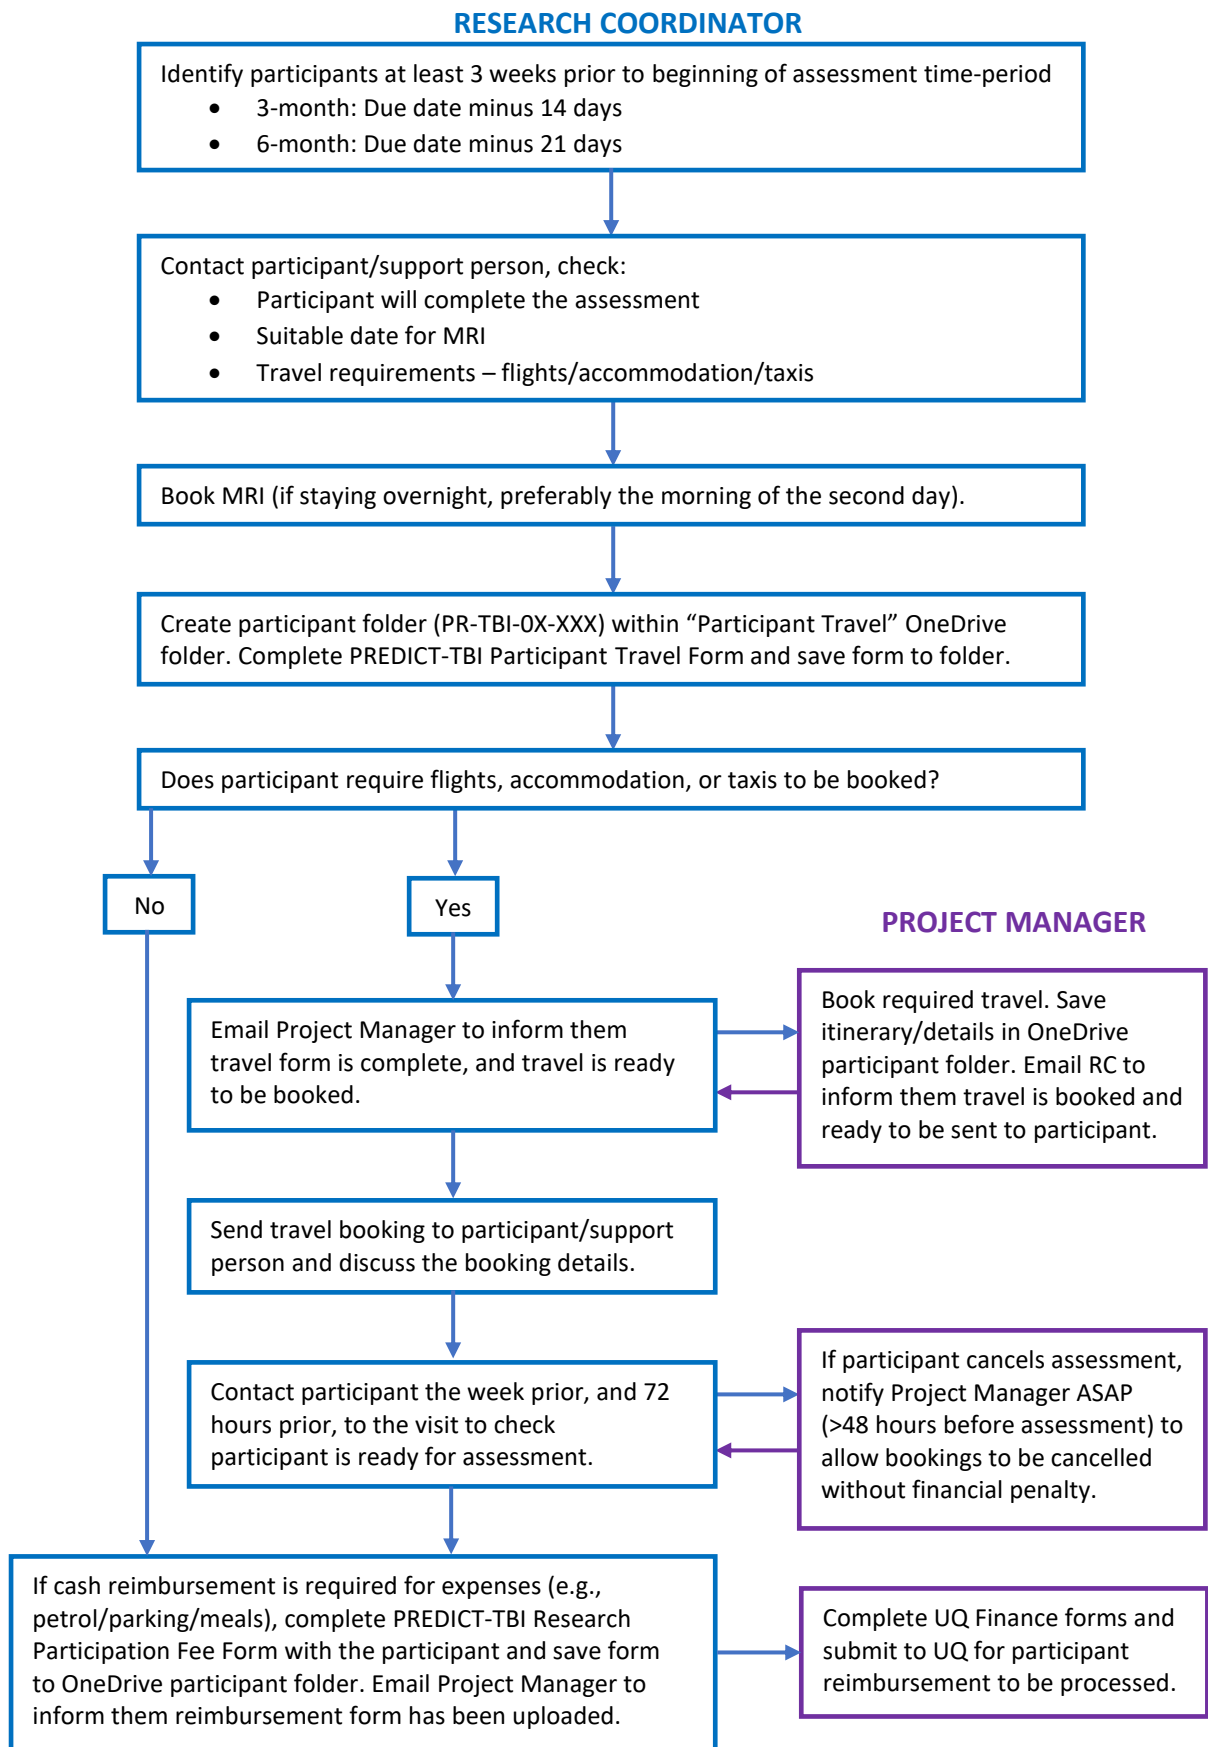 RESEARCH COORDINATOR
Identify participants at least 3 weeks prior to beginning of assessment time-period
• 3-month: Due date minus 14 days
• 6-month: Due date minus 21 days
Contact participant/support person, check:
• Participant will complete the assessment
• Suitable date for MRI
• Travel requirements – flights/accommodation/taxis
Book MRI (if staying overnight, preferably the morning of the second day).
Create participant folder (PR-TBI-0X-XXX) within “Participant Travel” OneDrive
folder. Complete PREDICT-TBI Participant Travel Form and save form to folder.
Does participant require flights, accommodation, or taxis to be booked?
No
Yes
PROJECT MANAGER
Email Project Manager to inform them
travel form is complete, and travel is ready
to be booked.
Book required travel. Save
itinerary/details in OneDrive
participant folder. Email RC to
inform them travel is booked and
ready to be sent to participant.
Send travel booking to participant/support
person and discuss the booking details.
Contact participant the week prior, and 72
hours prior, to the visit to check
participant is ready for assessment.
If participant cancels assessment,
notify Project Manager ASAP
(>48 hours before assessment) to
allow bookings to be cancelled
without financial penalty.
If cash reimbursement is required for expenses (e.g.,
petrol/parking/meals), complete PREDICT-TBI Research
Participation Fee Form with the participant and save form
to OneDrive participant folder. Email Project Manager to
inform them reimbursement form has been uploaded.
Complete UQ Finance forms and
submit to UQ for participant
reimbursement to be processed.